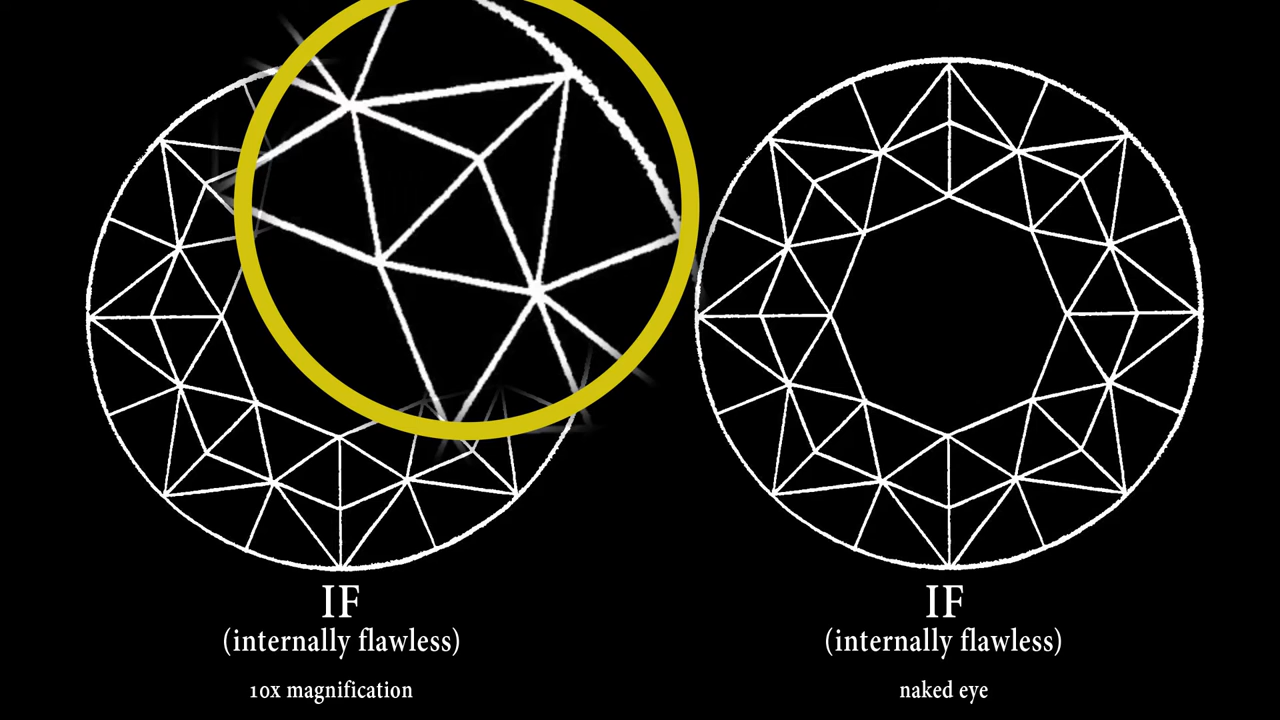 IF
(internally flawless)
10x magnification
IF
(internally flawless)
naked eye